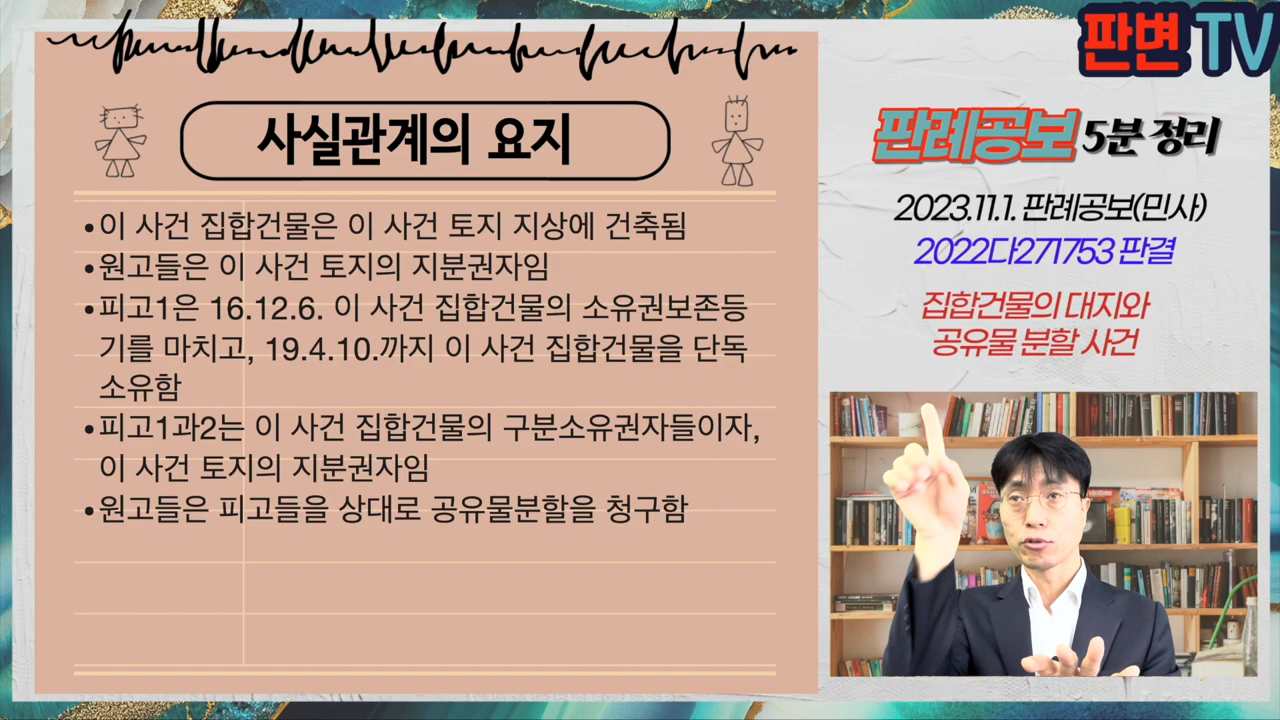 판변 TV
사실관계의 요지
•이 사건 집합건물은 이 사건 토지 지상에 건축됨
•원고들은 이 사건 토지의 지분권자임
•피고1은 16.12.6. 이 사건 집합건물의 소유권보존등
기를 마치고, 19.4.10.까지 이 사건 집합건물을 단독
소유함
•피고1과2는 이 사건 집합건물의 구분소유권자들이자,
이 사건 토지의 지분권자임
•원고들은 피고들을 상대로 공유물분할을 청구함
판례공보 5분 정리
2023.11.1. 판례공보(민사)
2022다271753 판결
집합건물의 대지와
공유물 분할 사건